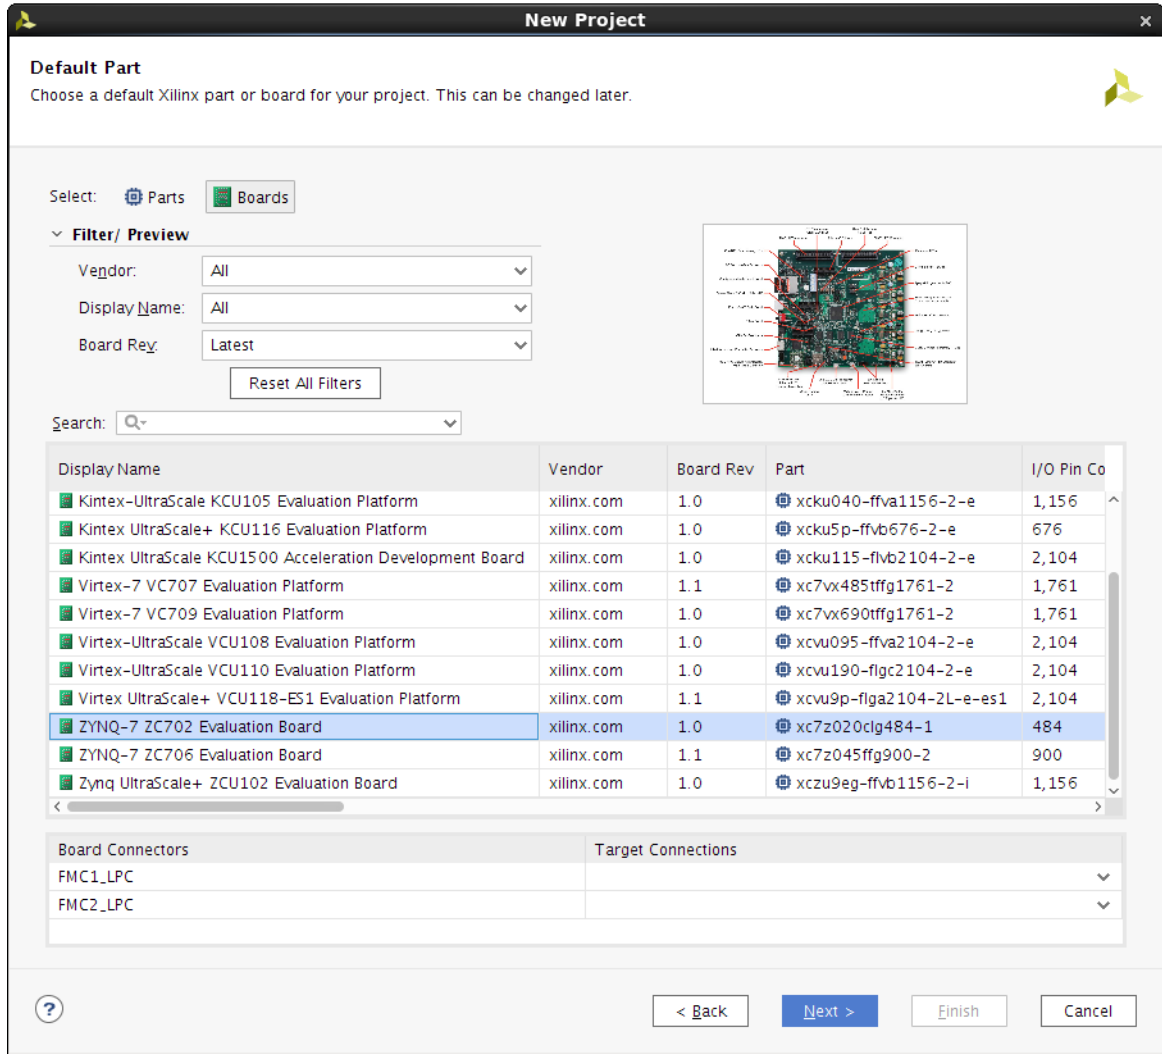 New Project
Default Part
Choose a default Xilinx part or board for your project. This can be changed later.
Select: Parts Boards
Filter/ Preview
Vendor: All
Display Name: All
Board Rev: Latest
Reset All Filters
Search:
Display Name Vendor Board Rev Part I/O Pin Co
Kintex-UltraScale KCU105 Evaluation Platform xilinx.com 1.0 xcku040-ffva1156-2-e 1,156
Kintex UltraScale+ KCU116 Evaluation Platform xilinx.com 1.0 xcku5p-ffvb676-2-e 676
Kintex UltraScale KCU1500 Acceleration Development Board xilinx.com 1.0 xcku115-flvb2104-2-e 2,104
Virtex-7 VC707 Evaluation Platform xilinx.com 1.1 xc7vx485tffg1761-2 1,761
Virtex-7 VC709 Evaluation Platform xilinx.com 1.0 xc7vx690tffg1761-2 1,761
Virtex-UltraScale VCU108 Evaluation Platform xilinx.com 1.0 xcvu095-ffva2104-2-e 2,104
Virtex-UltraScale VCU110 Evaluation Platform xilinx.com 1.0 xcvu190-flgc2104-2-e 2,104
Virtex UltraScale+ VCU118-ES1 Evaluation Platform xilinx.com 1.1 xcvu9p-flga2104-2L-e-es1 2,104
ZYNQ-7 ZC702 Evaluation Board xilinx.com 1.0 xc7z020clg484-1 484
ZYNQ-7 ZC706 Evaluation Board xilinx.com 1.1 xc7z045ffg900-2 900
Zynq UltraScale+ ZCU102 Evaluation Board xilinx.com 1.0 xczu9eg-ffvb1156-2-i 1,156
Board Connectors Target Connections
FMC1_LPC
FMC2_LPC
? < Back Next > Finish Cancel